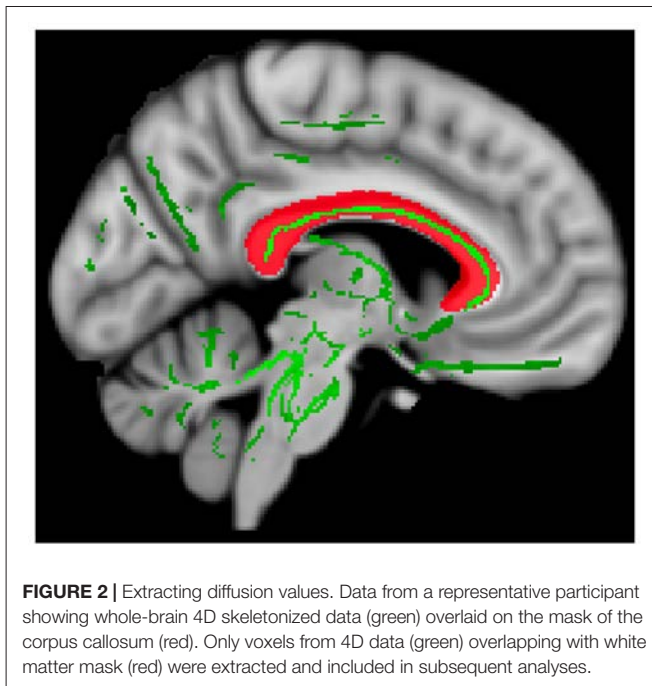 FIGURE 2 | Extracting diffusion values. Data from a representative participant
showing whole-brain 4D skeletonized data (green) overlaid on the mask of the
corpus callosum (red). Only voxels from 4D data (green) overlapping with white
matter mask (red) were extracted and included in subsequent analyses.